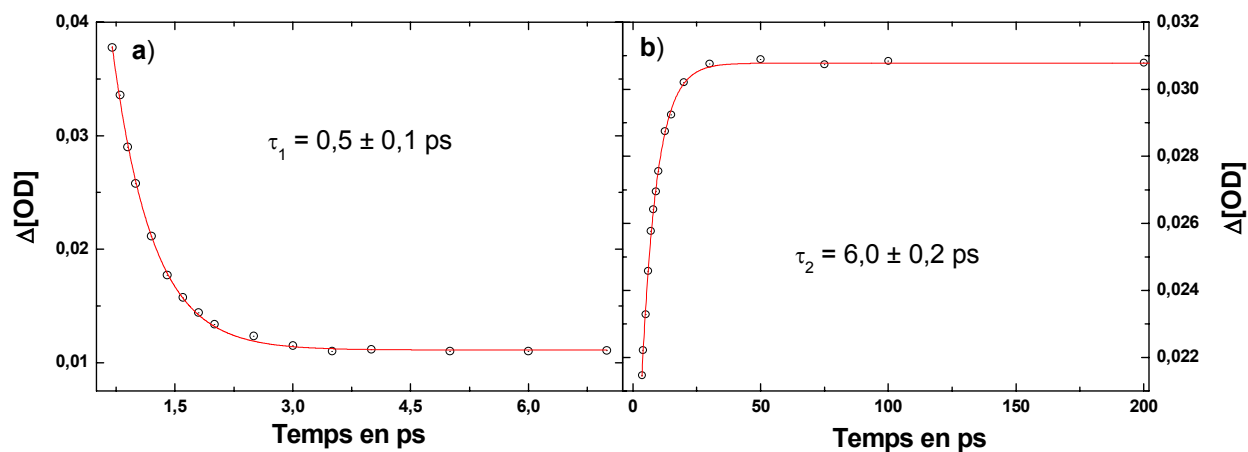 a)
τ1 = 0,5 ± 0,1 ps
Δ[OD]
0,04
0,03
0,02
0,01
1,5 3,0 4,5 6,0
Temps en ps
b)
τ2 = 6,0 ± 0,2 ps
0,032
0,030
0,028
0,026
0,024
0,022
Δ[OD]
0 50 100 150 200
Temps en ps